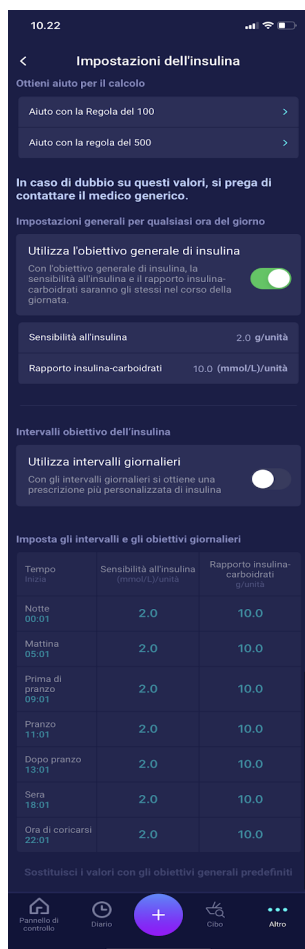 10.22
Impostazioni dell'insulina
Ottieni aiuto per il calcolo
Aiuto con la Regola del 100
Aiuto con la regola del 500
In caso di dubbio su questi valori, si prega di
contattare il medico generico.
Impostazioni generali per qualsiasi ora del giorno
Utilizza l'obiettivo generale di insulina
Con l'obiettivo generale di insulina, la
sensibilità all'insulina e il rapporto insulina-
carboidrati saranno gli stessi nel corso della
giornata.
Sensibilità all'insulina 2.0 g/unità
Rapporto insulina-carboidrati 10.0 (mmol/L)/unità
Intervalli obiettivo dell'insulina
Utilizza intervalli giornalieri
Con gli intervalli giornalieri si ottiene una
prescrizione più personalizzata di insulina
Imposta gli intervalli e gli obiettivi giornalieri
Tempo
Inizia
Sensibilità all'insulina
(mmol/L)/unità
Rapporto insulina-
carboidrati
g/unità
Notte
00:01
2.0 10.0
Mattina
05:01
2.0 10.0
Prima di
pranzo
09:01
2.0 10.0
Pranzo
11:01
2.0 10.0
Dopo pranzo
13:01
2.0 10.0
Sera
18:01
2.0 10.0
Ora di coricarsi
22:01
2.0 10.0
Sostituisci i valori con gli obiettivi generali predefiniti
Pannello di
controllo
Diario
Cibo
Altro